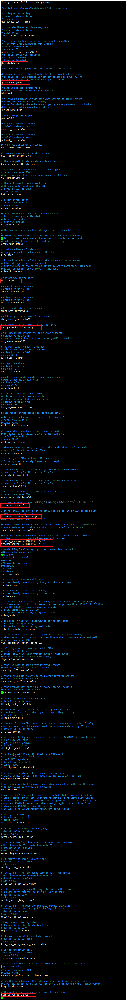 [root@itcast07 fdfs]# vim storage.conf
##include /home/yuqing/fastdht/conf/fdht_servers.conf
# if log to access log
# default value is false
# since V4.00
use_access_log = false
# if rotate the access log every day
# default value is false
# since V4.00
rotate_access_log = false
# rotate access log time base, time format: Hour:Minute
# Hour from 0 to 23, Minute from 0 to 59
# default value is 00:00
# since V4.00
access_log_rotate_time=00:00
# is this config file disabled
# false for enabled
# true for disabled
disabled=false
# the name of the group this storage server belongs to
#
# comment or remove this item for fetching from tracker server,
# in this case, use_storage_id must set to true in tracker.conf,
# and storage_ids.conf must be configed correctly.
group_name=group1
# bind an address of this host
# empty for bind all addresses of this host
bind_addr=
# if bind an address of this host when connect to other servers
# (this storage server as a client)
# true for binding the address configed by above parameter: "bind_addr"
# false for binding any address of this host
client_bind=true
# the storage server port
port=23000
# connect timeout in seconds
# default value is 30s
connect_timeout=30
# network timeout in seconds
# default value is 30s
network_timeout=60
# heart beat interval in seconds
heart_beat_interval=30
# disk usage report interval in seconds
stat_report_interval=60
# the base path to store data and log files
base_path=/fastdfs/storage
# max concurrent connections the server supported
# default value is 256
# more max_connections means more memory will be used
max_connections=256
# the buff size to recv / send data
# this parameter must more than 8KB
# default value is 64KB
# since V2.00
buff_size = 256KB
# accept thread count
# default value is 1
# since V4.07
accept_threads=1
# work thread count, should <= max_connections
# is this config file disabled
# false for enabled
# true for disabled
disabled=false
# the name of the group this storage server belongs to
#
# comment or remove this item for fetching from tracker server,
# in this case, use_storage_id must set to true in tracker.conf,
# and storage_ids.conf must be configed correctly.
group_name=group1
# bind an address of this host
# empty for bind all addresses of this host
bind_addr=
# if bind an address of this host when connect to other servers
# (this storage server as a client)
# true for binding the address configed by above parameter: "bind_addr"
# false for binding any address of this host
client_bind=true
# the storage server port
port=23000
# connect timeout in seconds
# default value is 30s
connect_timeout=30
# network timeout in seconds
# default value is 30s
network_timeout=60
# heart beat interval in seconds
heart_beat_interval=30
# disk usage report interval in seconds
stat_report_interval=60
# the base path to store data and log files
base_path=/fastdfs/storage
# max concurrent connections the server supported
# default value is 256
# more max_connections means more memory will be used
max_connections=256
# the buff size to recv / send data
# this parameter must more than 8KB
# default value is 64KB
# since V2.00
buff_size = 256KB
# accept thread count
# default value is 1
# since V4.07
accept_threads=1
# work thread count, should <= max_connections
# work thread deal network io
# default value is 4
# since V2.00
work_threads=4
# if disk read / write separated
## false for mixed read and write
## true for separated read and write
# default value is true
# since V2.00
disk_rw_separated = true
# disk reader thread count per store base path
# for mixed read / write, this parameter can be 0
# default value is 1
# since V2.00
disk_reader_threads = 1
# disk writer thread count per store base path
# for mixed read / write, this parameter can be 0
# default value is 1
# since V2.00
disk_writer_threads = 1
# when no entry to sync, try read binlog again after X milliseconds
# must > 0, default value is 200ms
sync_wait_msec=50
# after sync a file, usleep milliseconds
# 0 for sync successively (never call usleep)
sync_interval=0
# storage sync start time of a day, time format: Hour:Minute
# Hour from 0 to 23, Minute from 0 to 59
sync_start_time=00:00
# storage sync end time of a day, time format: Hour:Minute
# Hour from 0 to 23, Minute from 0 to 59
sync_end_time=23:59
# write to the mark file after sync N files
# default value is 500
write_mark_file_freq=500
# path(disk or mount point) count, default value is 1
http://blog.csdn.net/u012453843
store_path_count=1
# store_path#, based 0, if store_path0 not exists, it's value is base_path
# the paths must be exist
store_path0=/fastdfs/storage
#store_path1=/home/yuqing/fastdfs2
# subdir_count * subdir_count directories will be auto created under each
# store_path (disk), value can be 1 to 256, default value is 256
subdir_count_per_path=256
# tracker_server can ocur more than once, and tracker_server format is
# "host:port", host can be hostname or ip address
tracker_server=192.168.156.5:22122
tracker_server=192.168.156.6:22122
#standard log level as syslog, case insensitive, value list:
### emerg for emergency
### alert
### crit for critical
### error
### warn for warning
### notice
### info
### debug
log_level=info
#unix group name to run this program,
#not set (empty) means run by the group of current user
run_by_group=
#unix username to run this program,
#not set (empty) means run by current user
run_by_user=
# allow_hosts can ocur more than once, host can be hostname or ip address,
# "*" means match all ip addresses, can use range like this: 10.0.1.[1-15,20] or
# host[01-08,20-25].domain.com, for example:
# allow_hosts=10.0.1.[1-15,20]
# allow_hosts=host[01-08,20-25].domain.com
allow_hosts=*
# the mode of the files distributed to the data path
# 0: round robin(default)
# 1: random, distributted by hash code
file_distribute_path_mode=0
# valid when file_distribute_to_path is set to 0 (round robin),
# when the written file count reaches this number, then rotate to next path
# default value is 100
file_distribute_rotate_count=100
# call fsync to disk when write big file
# 0: never call fsync
# other: call fsync when written bytes >= this bytes
# default value is 0 (never call fsync)
fsync_after_written_bytes=0
# sync log buff to disk every interval seconds
# must > 0, default value is 10 seconds
sync_log_buff_interval=10
# sync binlog buff / cache to disk every interval seconds
# default value is 60 seconds
sync_binlog_buff_interval=10
# sync storage stat info to disk every interval seconds
# default value is 300 seconds
sync_stat_file_interval=300
# thread stack size, should >= 512KB
# default value is 512KB
thread_stack_size=512KB
# the priority as a source server for uploading file.
# the lower this value, the higher its uploading priority.
# default value is 10
upload_priority=10
# the NIC alias prefix, such as eth in Linux, you can see it by ifconfig -a
# multi aliases split by comma. empty value means auto set by OS type
# default values is empty
if_alias_prefix=
# if check file duplicate, when set to true, use FastDHT to store file indexes
# 1 or yes: need check
# 0 or no: do not check
# default value is 0
check_file_duplicate=0
# file signature method for check file duplicate
## hash: four 32 bits hash code
## md5: MD5 signature
# default value is hash
# since V4.01
file_signature_method=hash
# namespace for storing file indexes (key-value pairs)
# this item must be set when check_file_duplicate is true / on
key_namespace=FastDFS
# set keep_alive to 1 to enable persistent connection with FastDHT servers
# default value is 0 (short connection)
keep_alive=0
# you can use "#include filename" (not include double quotes) directive to
# load FastDHT server list, when the filename is a relative path such as
# pure filename, the base path is the base path of current/this config file.
# must set FastDHT server list when check_file_duplicate is true / on
# please see INSTALL of FastDHT for detail
##include /home/yuqing/fastdht/conf/fdht_servers.conf
# if log to access log
# default value is false
# since V4.00
use_access_log = false
# if rotate the access log every day
# default value is false
# since V4.00
rotate_access_log = false
# rotate access log time base, time format: Hour:Minute
# Hour from 0 to 23, Minute from 0 to 59
# default value is 00:00
# since V4.00
access_log_rotate_time=00:00
# if rotate the error log every day
# default value is false
# since V4.02
rotate_error_log = false
# rotate error log time base, time format: Hour:Minute
# Hour from 0 to 23, Minute from 0 to 59
# default value is 00:00
# since V4.02
error_log_rotate_time=00:00
# rotate access log when the log file exceeds this size
# 0 means never rotates log file by log file size
# default value is 0
# since V4.02
rotate_access_log_size = 0
# rotate error log when the log file exceeds this size
# 0 means never rotates log file by log file size
# default value is 0
# since V4.02
rotate_error_log_size = 0
# keep days of the log files
# 0 means do not delete old log files
# default value is 0
log_file_keep_days = 0
# if skip the invalid record when sync file
# default value is false
# since V4.02
file_sync_skip_invalid_record=false
# if use connection pool
# default value is false
# since V4.05
use_connection_pool = false
# connections whose the idle time exceeds this time will be closed
# unit: second
# default value is 3600
# since V4.05
connection_pool_max_idle_time = 3600
# use the ip address of this storage server if domain_name is empty,
# else this domain name will ocur in the url redirected by the tracker server
http.domain_name=
# the port of the web server on this storage server
http.server_port=8888